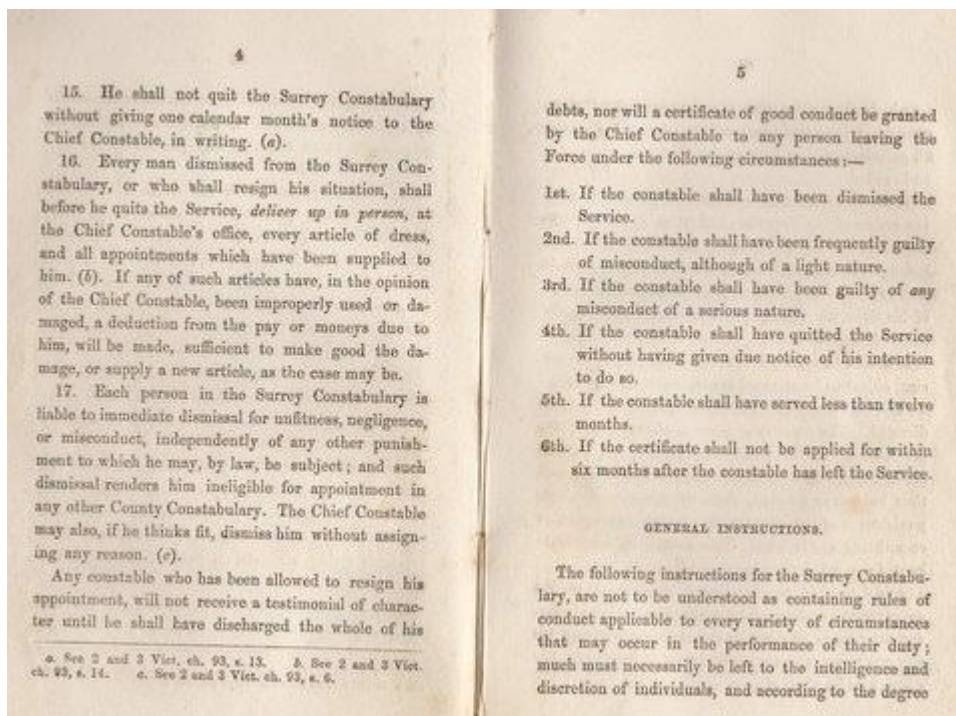 4
15. He shall not quit the Surrey Constabulary
without giving one calendar month's notice to the
Chief Constable, in writing. (a).
16. Every man dismissed from the Surrey Con-
stabulary, or who shall resign his situation, shall
before he quits the Service, deliver up in person, at
the Chief Constable's office, every article of dress,
and all appointments which have been supplied to
him. (b). If any of such articles have, in the opinion
of the Chief Constable, been improperly used or da-
maged, a deduction from the pay or moneys due to
him, will be made, sufficient to make good the da-
mage, or supply a new article, as the case may be.
17. Each person in the Surrey Constabulary is
liable to immediate dismissal for unfitness, negligence,
or misconduct, independently of any other punish-
ment to which he may, by law, be subject; and such
dismissal renders him ineligible for appointment in
any other County Constabulary. The Chief Constable
may also, if he thinks fit, dismiss him without assign-
ing any reason. (c).
Any constable who has been allowed to resign his
appointment, will not receive a testimonial of charac-
ter until he shall have discharged the whole of his
a. See 2 and 3 Vict. ch. 93, s. 13. b. See 2 and 3 Vict.
ch. 93, s. 14. c. See 2 and 3 Vict. ch. 93, s. 6.
5
debts, nor will a certificate of good conduct be granted
by the Chief Constable to any person leaving the
Force under the following circumstances:—
1st. If the constable shall have been dismissed the
Service.
2nd. If the constable shall have been frequently guilty
of misconduct, although of a light nature.
3rd. If the constable shall have been guilty of any
misconduct of a serious nature.
4th. If the constable shall have quitted the Service
without having given due notice of his intention
to do so.
5th. If the constable shall have served less than twelve
months.
6th. If the certificate shall not be applied for within
six months after the constable has left the Service.
GENERAL INSTRUCTIONS.
The following instructions for the Surrey Constabu-
lary, are not to be understood as containing rules of
conduct applicable to every variety of circumstances
that may occur in the performance of their duty;
much must necessarily be left to the intelligence and
discretion of individuals, and according to the degree